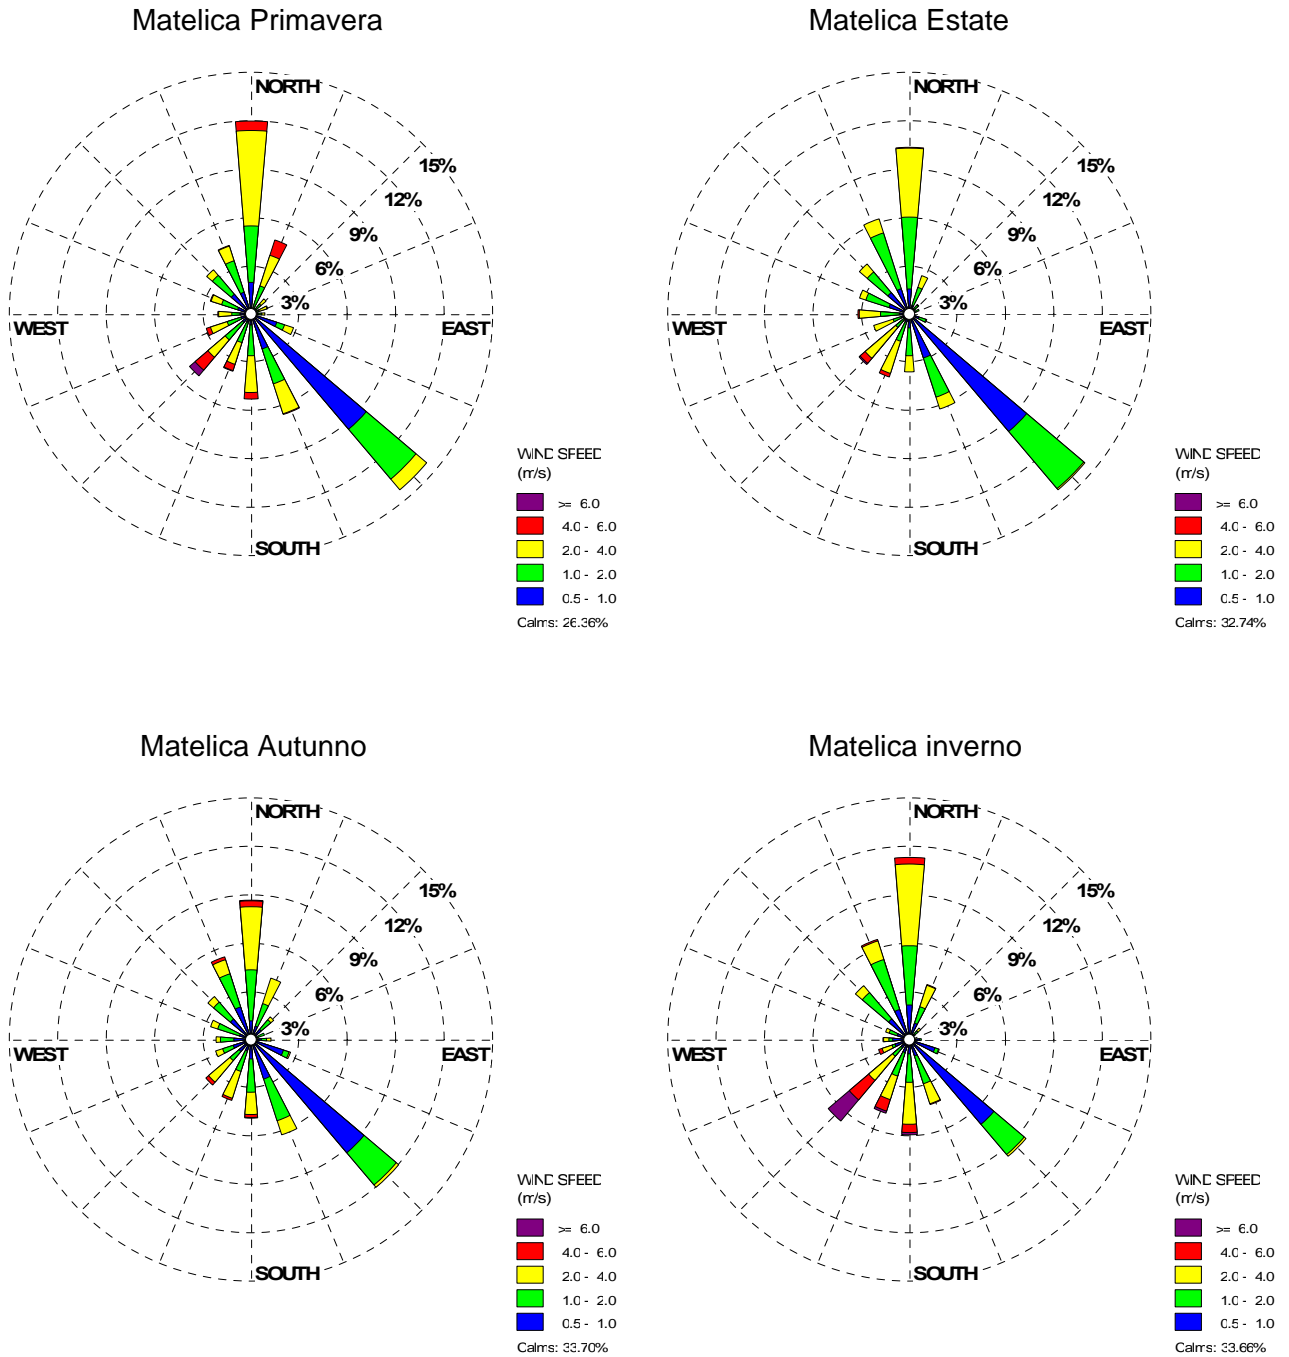 Matelica Primavera
NORTH
15%
12%
9%
6%
3%
WEST
EAST
SOUTH
WIND SPEED
(m/s)
>= 6.0
4.0 - 6.0
2.0 - 4.0
1.0 - 2.0
0.5 - 1.0
Calms: 26.36%
Matelica Estate
NORTH
15%
12%
9%
6%
3%
WEST
EAST
SOUTH
WIND SPEED
(m/s)
>= 6.0
4.0 - 6.0
2.0 - 4.0
1.0 - 2.0
0.5 - 1.0
Calms: 32.74%
Matelica Autunno
NORTH
15%
12%
9%
6%
3%
WEST
EAST
SOUTH
WIND SPEED
(m/s)
>= 6.0
4.0 - 6.0
2.0 - 4.0
1.0 - 2.0
0.5 - 1.0
Calms: 33.70%
Matelica inverno
NORTH
15%
12%
9%
6%
3%
WEST
EAST
SOUTH
WIND SPEED
(m/s)
>= 6.0
4.0 - 6.0
2.0 - 4.0
1.0 - 2.0
0.5 - 1.0
Calms: 33.66%